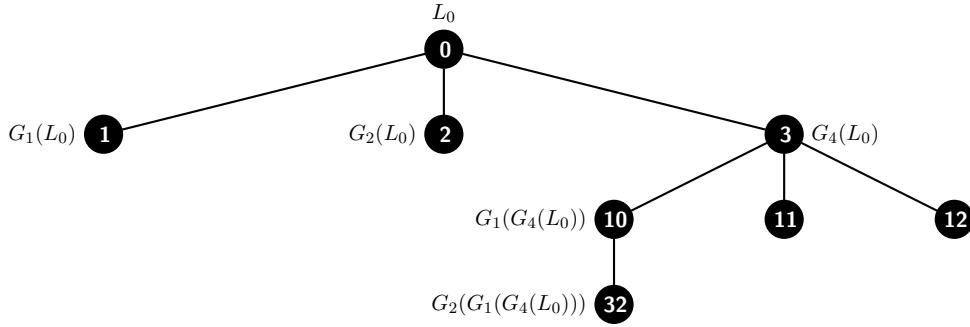 L₀
0
G₁(L₀) 1 G₂(L₀) 2 3 G₄(L₀)
G₁(G₄(L₀)) 10 11 12
G₂(G₁(G₄(L₀))) 32